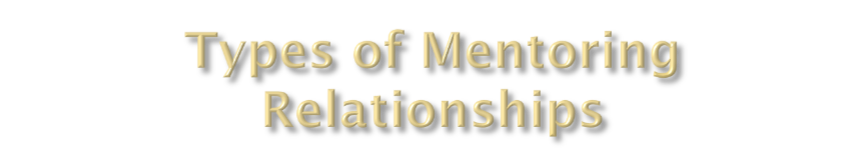 Types of Mentoring
Relationships